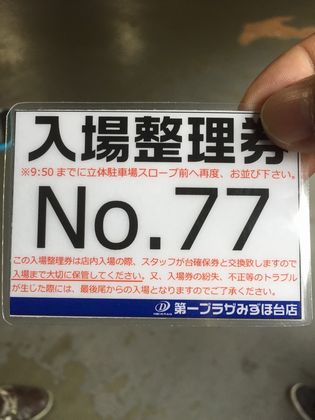 入場整理券
※9:50までに立体駐車場スロープ前へ再度、お並び下さい。
No.77
この入場整理券は店内入場の際、スタッフが台確保券と交換致しますので
入場まで大切に保管してください。又、入場券の紛失、不正等のトラブル
が生じた際には、最後尾からの入場となりますのでご了承ください。
第一プラザみずほ台店